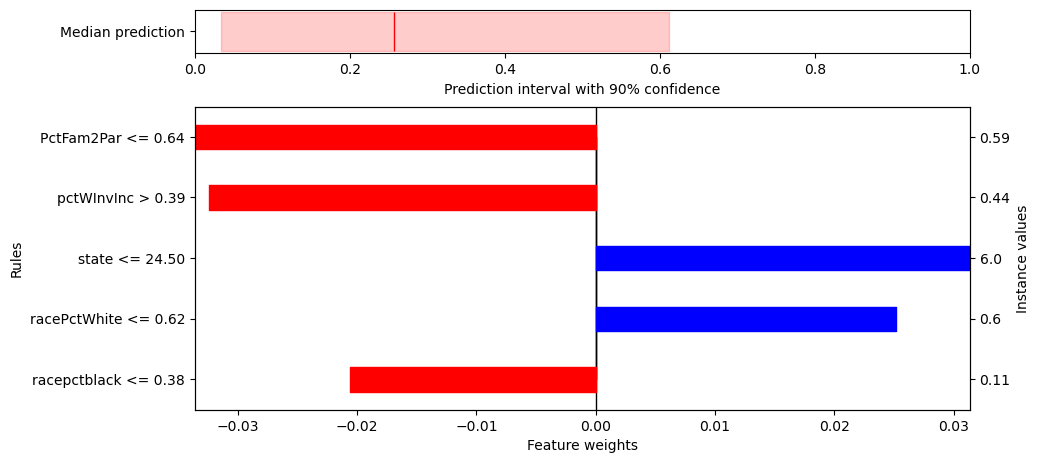 Median prediction
0.0 0.2 0.4 0.6 0.8 1.0
Prediction interval with 90% confidence
Rules
PctFam2Par <= 0.64 0.59
pctWInvInc > 0.39 0.44
state <= 24.50 6.0
racePctWhite <= 0.62 0.6
racepctblack <= 0.38 0.11
Instance values
−0.03 −0.02 −0.01 0.00 0.01 0.02 0.03
Feature weights